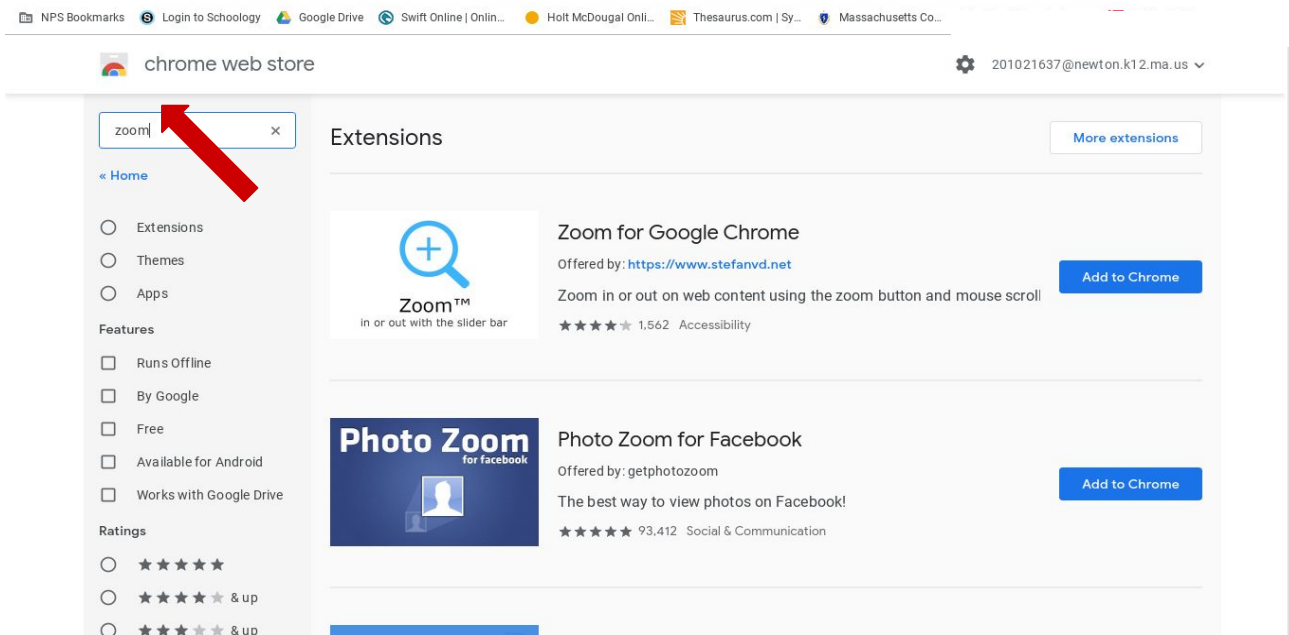 NPS Bookmarks Login to Schoology Google Drive Swift Online | Onlin... Holt McDougal Onli... Thesaurus.com | Sy... Massachusetts Co...
chrome web store
201021637@newton.k12.ma.us
zoom
« Home
Extensions
Themes
Apps
Features
Runs Offline
By Google
Free
Available for Android
Works with Google Drive
Ratings
& up
& up
Extensions
More extensions
Zoom™
in or out with the slider bar
Zoom for Google Chrome
Offered by: https://www.stefanvd.net
Zoom in or out on web content using the zoom button and mouse scroll
1,562 Accessibility
Add to Chrome
Photo Zoom
for facebook
Photo Zoom for Facebook
Offered by: getphotozoom
The best way to view photos on Facebook!
93,412 Social & Communication
Add to Chrome